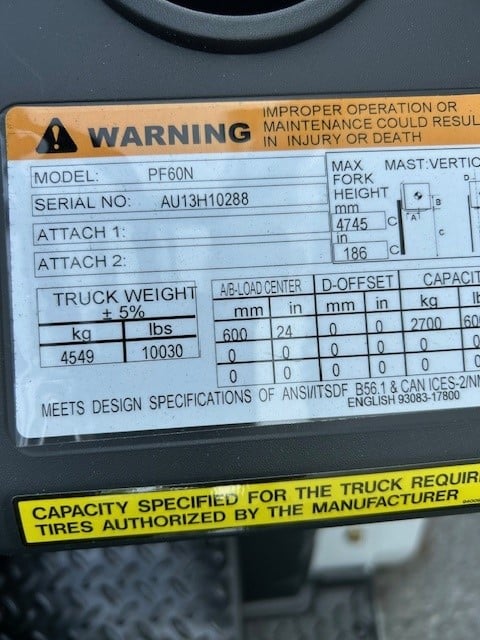 WARNING
IMPROPER OPERATION OR
MAINTENANCE COULD RESUL
IN INJURY OR DEATH
MODEL: PF60N
SERIAL NO: AU13H10288
ATTACH 1:
ATTACH 2:
MAX. FORK HEIGHT
mm
4745 C
in
186 C
MAST:VERTIC
A
B
C
D
TRUCK WEIGHT
± 5%
kg lbs
4549 10030
A/B-LOAD CENTER D-OFFSET CAPACIT
mm in mm in kg lb
600 24 0 0 2700 60
0 0 0 0 0
0 0 0 0 0
MEETS DESIGN SPECIFICATIONS OF ANSI/ITSDF B56.1 & CAN ICES-2/N
ENGLISH 93083-17800
CAPACITY SPECIFIED FOR THE TRUCK REQUIR
TIRES AUTHORIZED BY THE MANUFACTURER